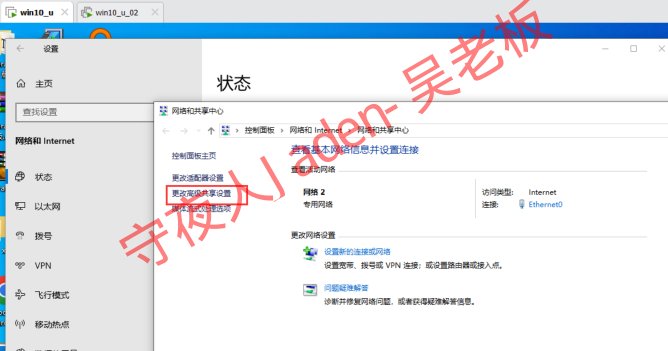 win10_u
win10_u_02
设置
主页
查找设置
网络和 Internet
状态
以太网
拨号
VPN
飞行模式
移动热点
状态
网络和共享中心
控制面板
网络和 Internet
网络和共享中心
控制面板主页
更改适配器设置
更改高级共享设置
媒体流式处理选项
查看基本网络信息并设置连接
查看活动网络
网络 2
专用网络
访问类型: Internet
连接: Ethernet0
更改网络设置
设置新的连接或网络
设置宽带、拨号或 VPN 连接；或设置路由器或接入点。
问题疑难解答
诊断并修复网络问题，或者获得疑难解答信息。
守夜人J aden- 吴老板